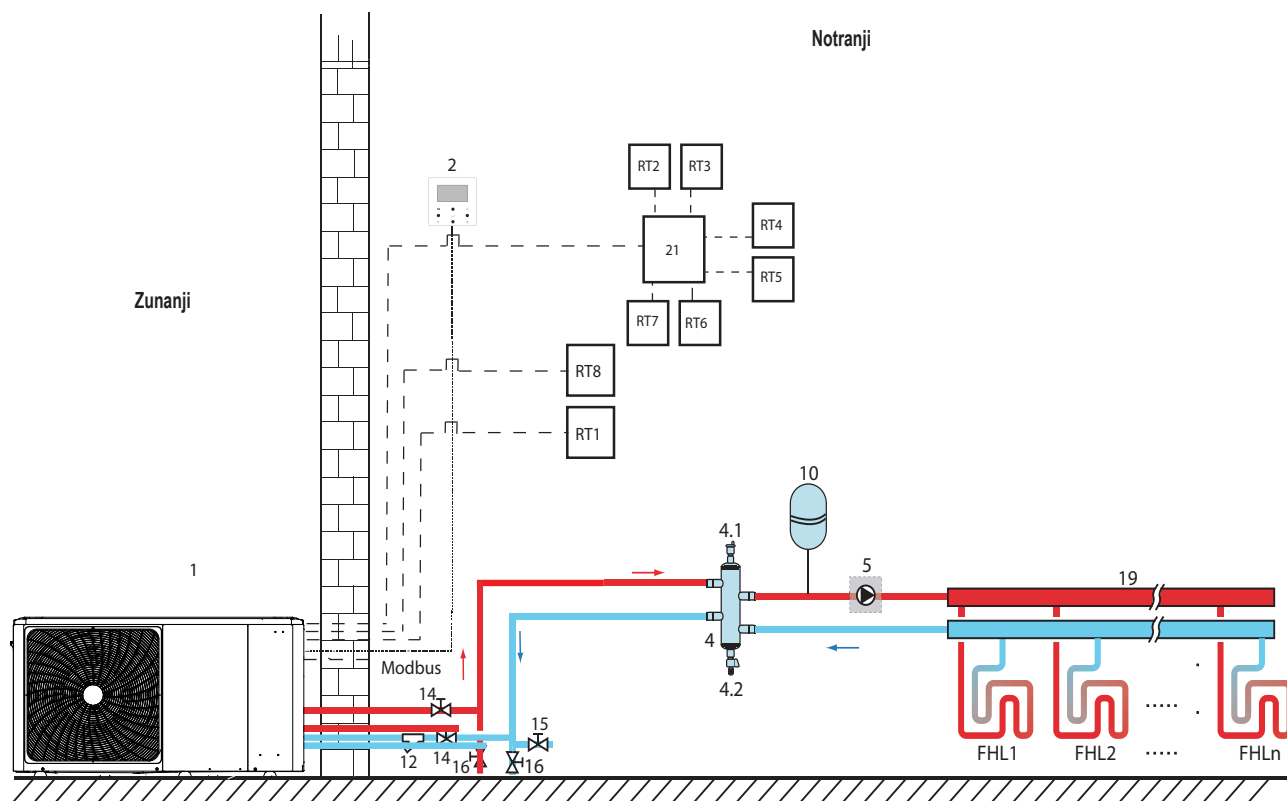 Notranji
Zunanji
2
RT2
RT3
RT4
21
RT5
RT7
RT6
RT8
RT1
10
4.1
5
19
1
4
4.2
Modbus
14
15
12
14
16
16
FHL1
FHL2
.....
.....
FHLn